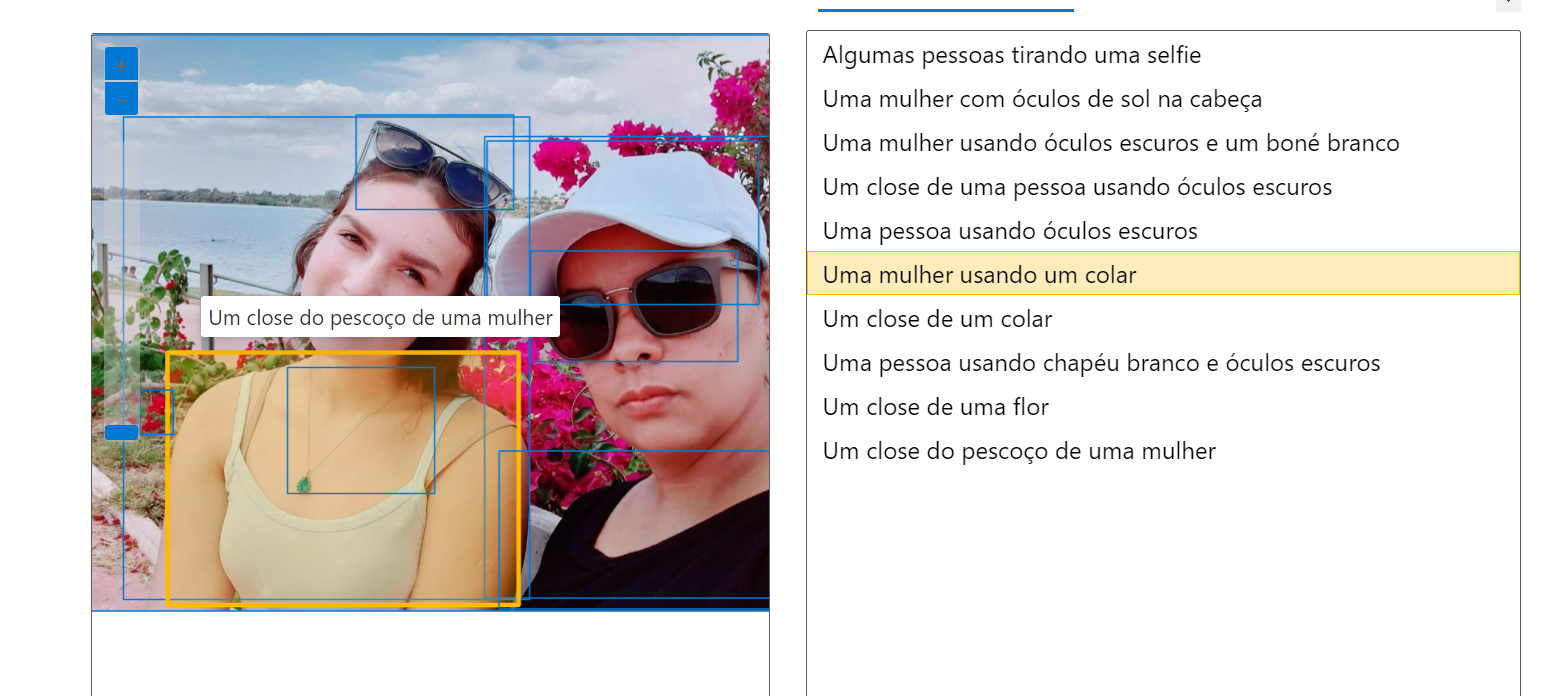 +
−
Um close do pescoço de uma mulher
Algumas pessoas tirando uma selfie
Uma mulher com óculos de sol na cabeça
Uma mulher usando óculos escuros e um boné branco
Um close de uma pessoa usando óculos escuros
Uma pessoa usando óculos escuros
Uma mulher usando um colar
Um close de um colar
Uma pessoa usando chapéu branco e óculos escuros
Um close de uma flor
Um close do pescoço de uma mulher